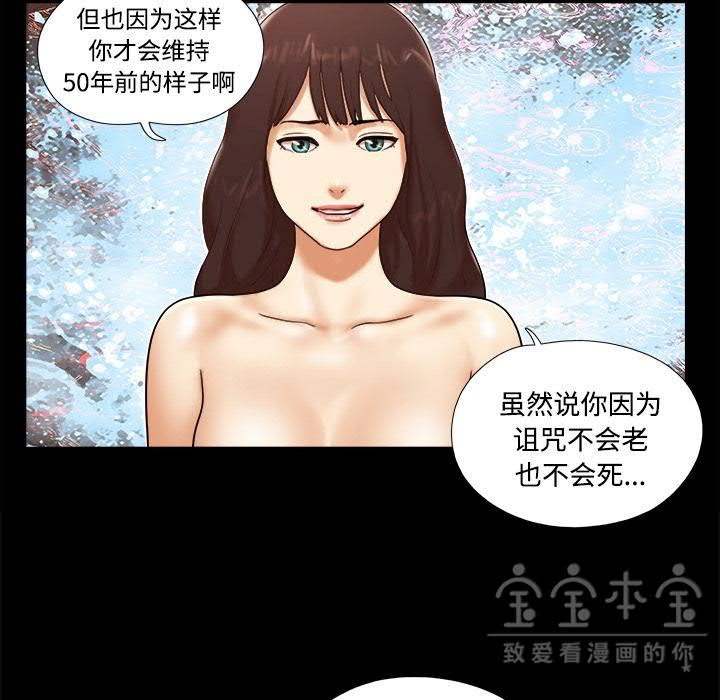 但也因为这样
你才会维持
50年前的样子啊
虽然说你因为
诅咒不会老
也不会死...
宝宝本宝
致爱看漫画的你